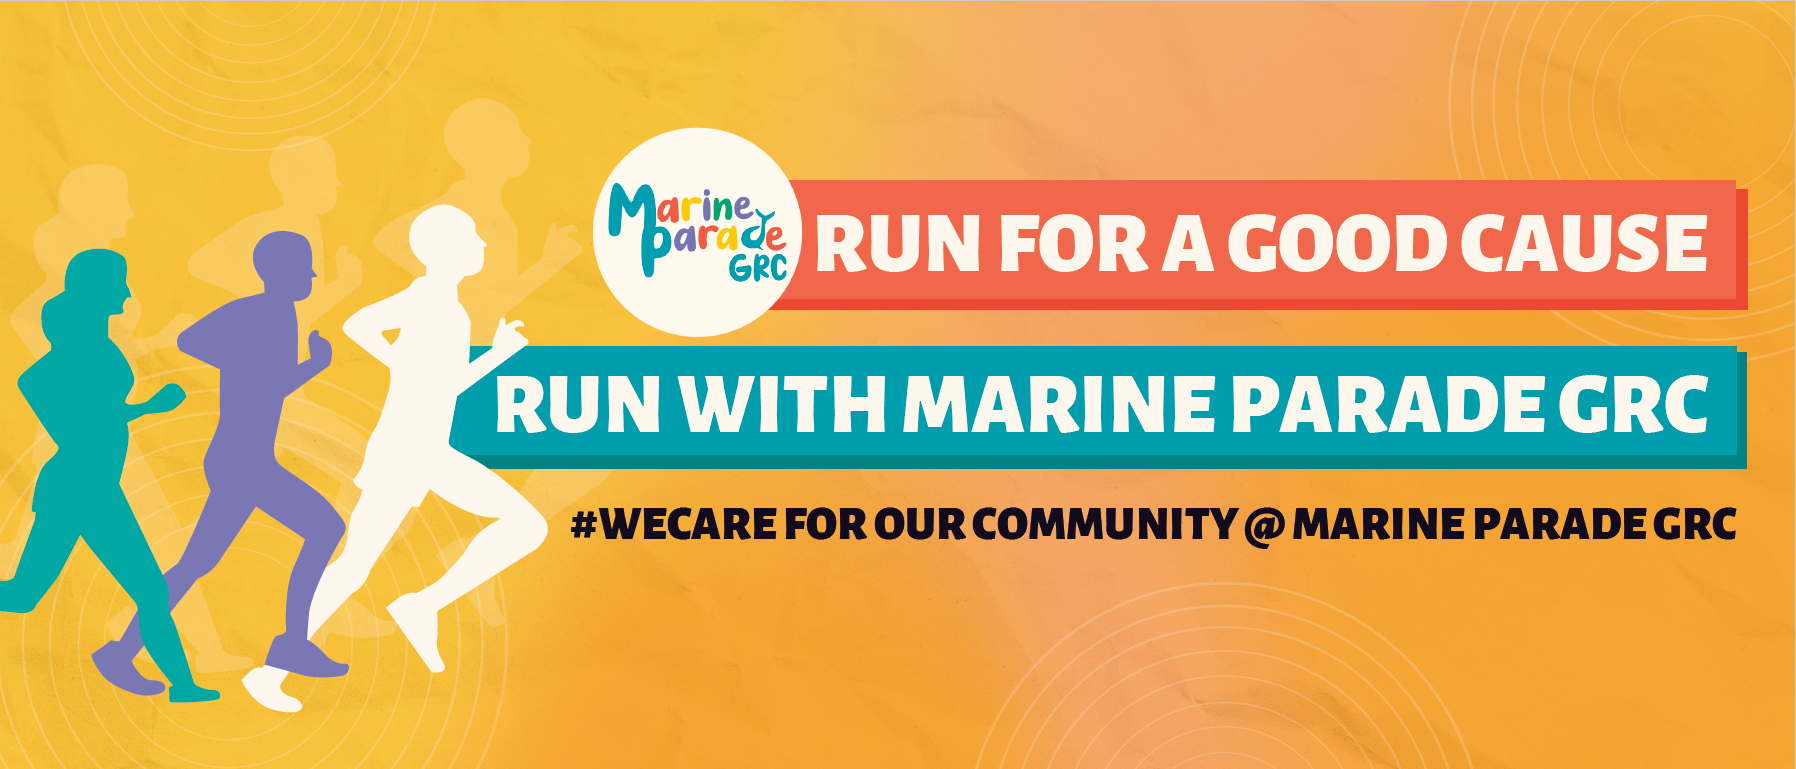 Marine
Parade
GRC
RUN FOR A GOOD CAUSE
RUN WITH MARINE PARADE GRC
#WECARE FOR OUR COMMUNITY @ MARINE PARADE GRC